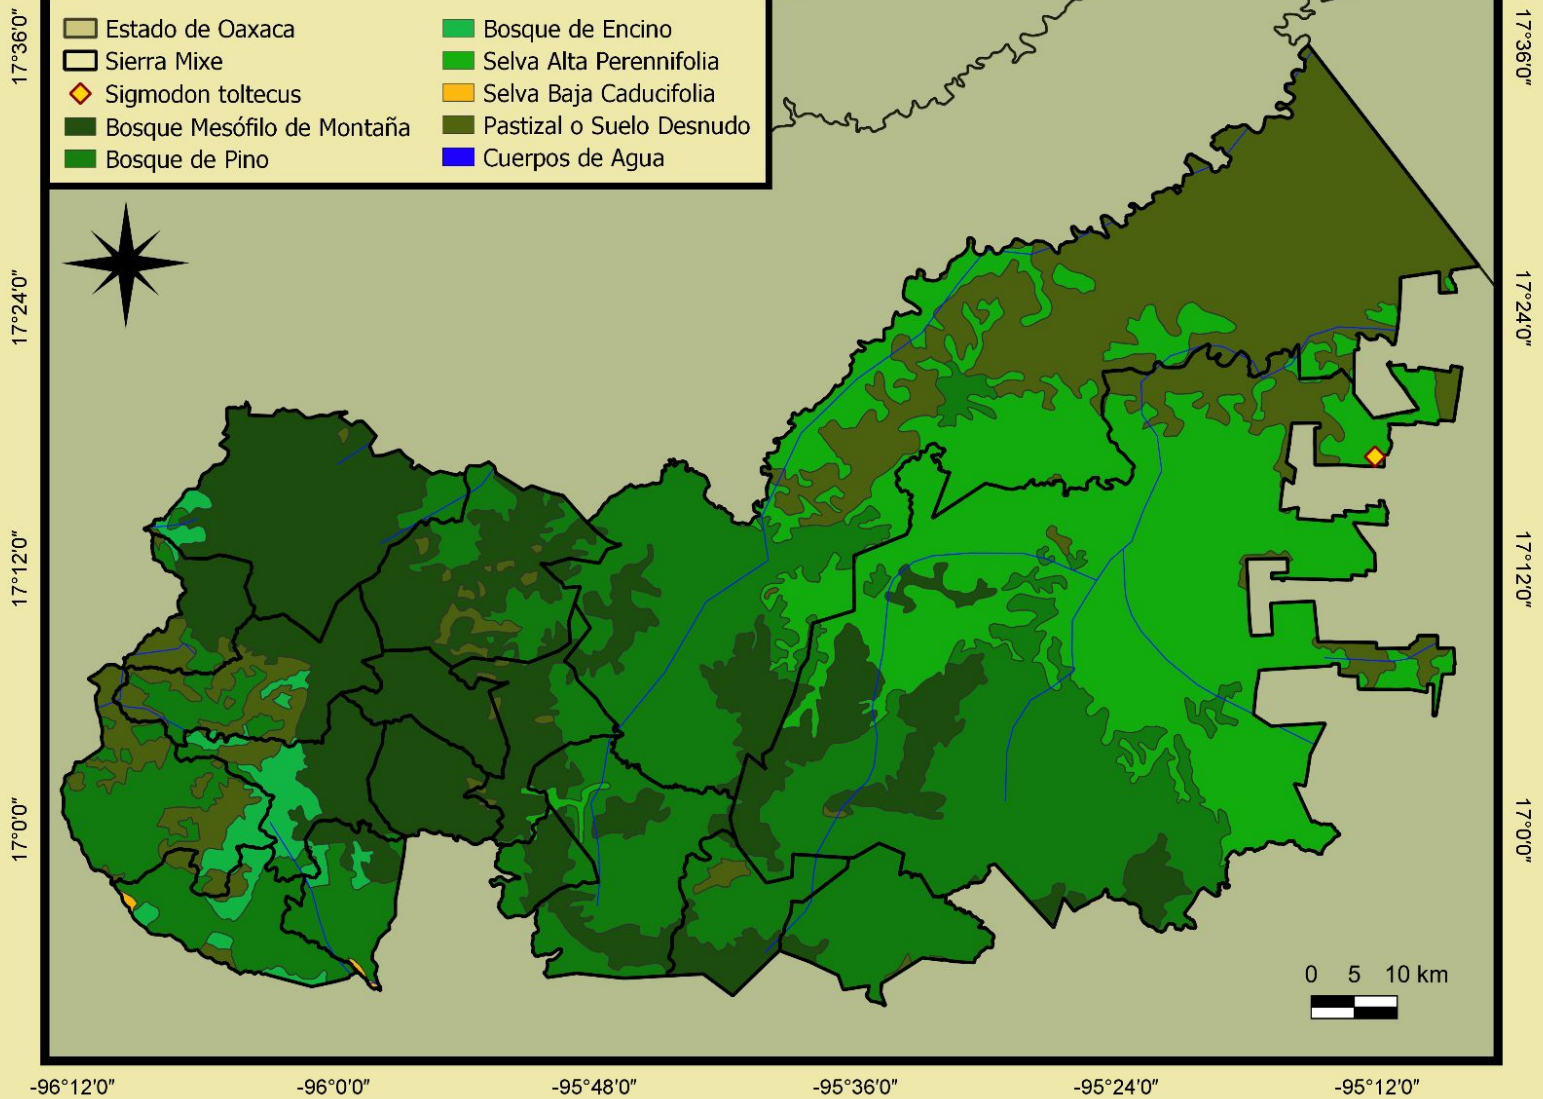 Estado de Oaxaca
Sierra Mixe
Sigmodon toltecus
Bosque Mesófilo de Montaña
Bosque de Pino
Bosque de Encino
Selva Alta Perennifolia
Selva Baja Caducifolia
Pastizal o Suelo Desnudo
Cuerpos de Agua
17°36'0"
17°24'0"
17°12'0"
17°0'0"
17°36'0"
17°24'0"
17°12'0"
17°0'0"
0 5 10 km
-96°12'0" -96°0'0" -95°48'0" -95°36'0" -95°24'0" -95°12'0"